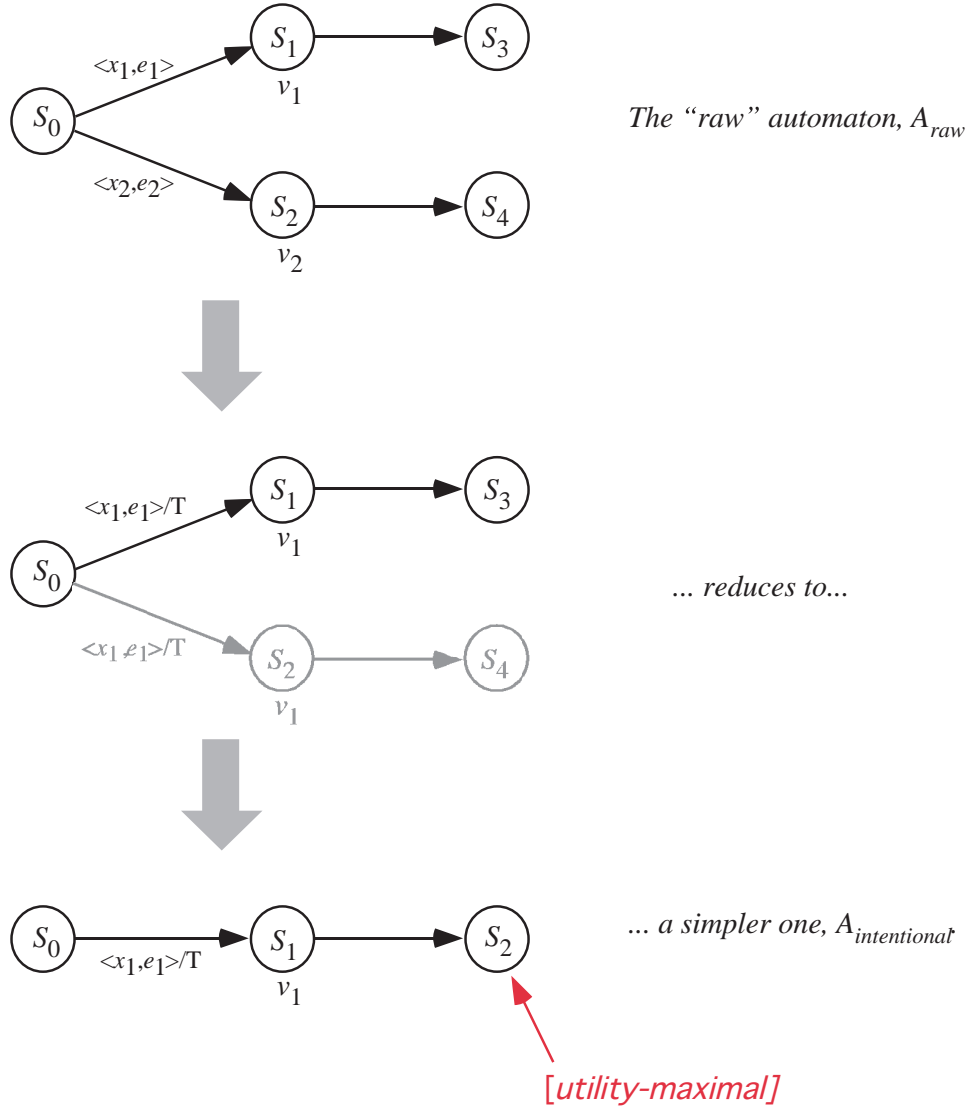 S1 S3
<x1,e1>
v1
S0
The “raw” automaton, Araw
<x2,e2>
S2 S4
v2
<x1,e1>/T
S1 S3
v1
S0
... reduces to...
<x1,e1>/T
S2 S4
v1
S0 S1 S2
... a simpler one, Aintentional.
<x1,e1>/T
v1
[utility-maximal]